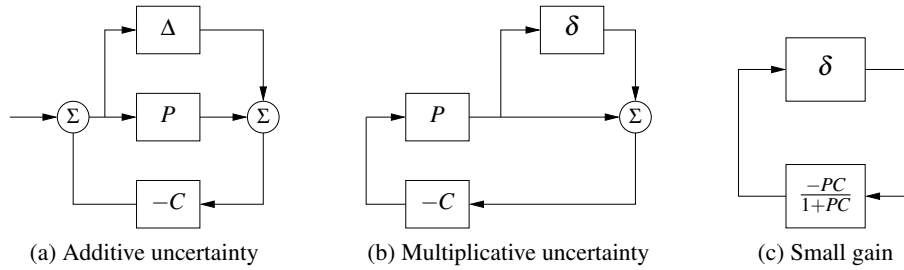 Δ
Σ
P
Σ
−C
(a) Additive uncertainty
δ
P
Σ
−C
(b) Multiplicative uncertainty
δ
−PC
1+PC
(c) Small gain